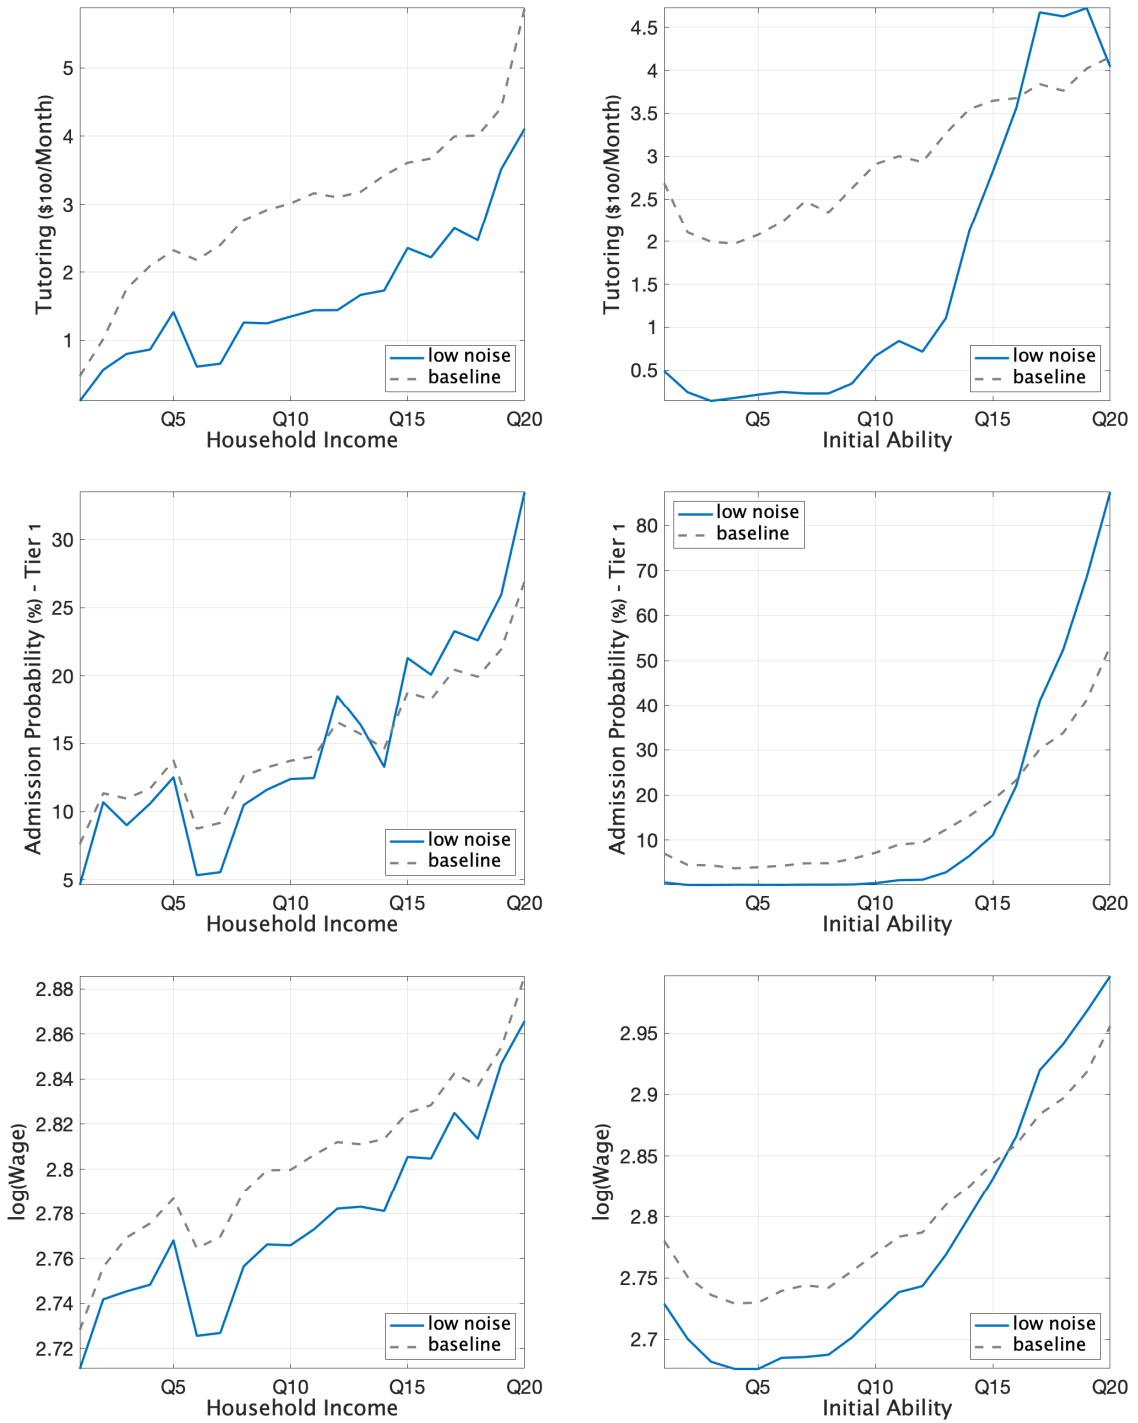 5
4
3
2
1
Tutoring ($100/Month)
low noise
baseline
Q5
Q10
Q15
Q20
Household Income
4.5
4
3.5
3
2.5
2
1.5
1
0.5
Tutoring ($100/Month)
low noise
baseline
Q5
Q10
Q15
Q20
Initial Ability
30
25
20
15
10
5
Admission Probability (%) - Tier 1
low noise
baseline
Q5
Q10
Q15
Q20
Household Income
80
70
60
50
40
30
20
10
Admission Probability (%) - Tier 1
low noise
baseline
Q5
Q10
Q15
Q20
Initial Ability
2.88
2.86
2.84
2.82
2.8
2.78
2.76
2.74
2.72
log(Wage)
low noise
baseline
Q5
Q10
Q15
Q20
Household Income
2.95
2.9
2.85
2.8
2.75
2.7
log(Wage)
low noise
baseline
Q5
Q10
Q15
Q20
Initial Ability